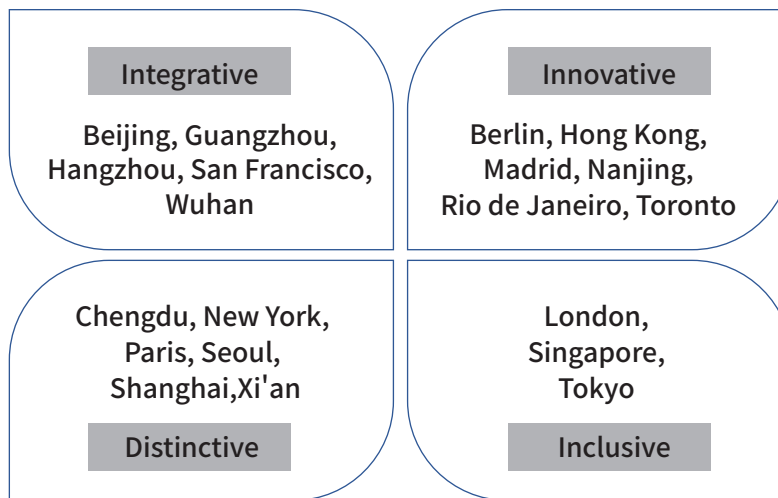 Integrative
Beijing, Guangzhou,
Hangzhou, San Francisco,
Wuhan
Innovative
Berlin, Hong Kong,
Madrid, Nanjing,
Rio de Janeiro, Toronto
Chengdu, New York,
Paris, Seoul,
Shanghai,Xi'an
Distinctive
London,
Singapore,
Tokyo
Inclusive